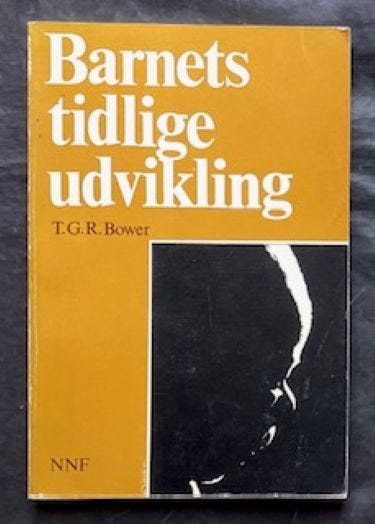 Barnets
tidlige
udvikling
T.G.R. Bower
NNF